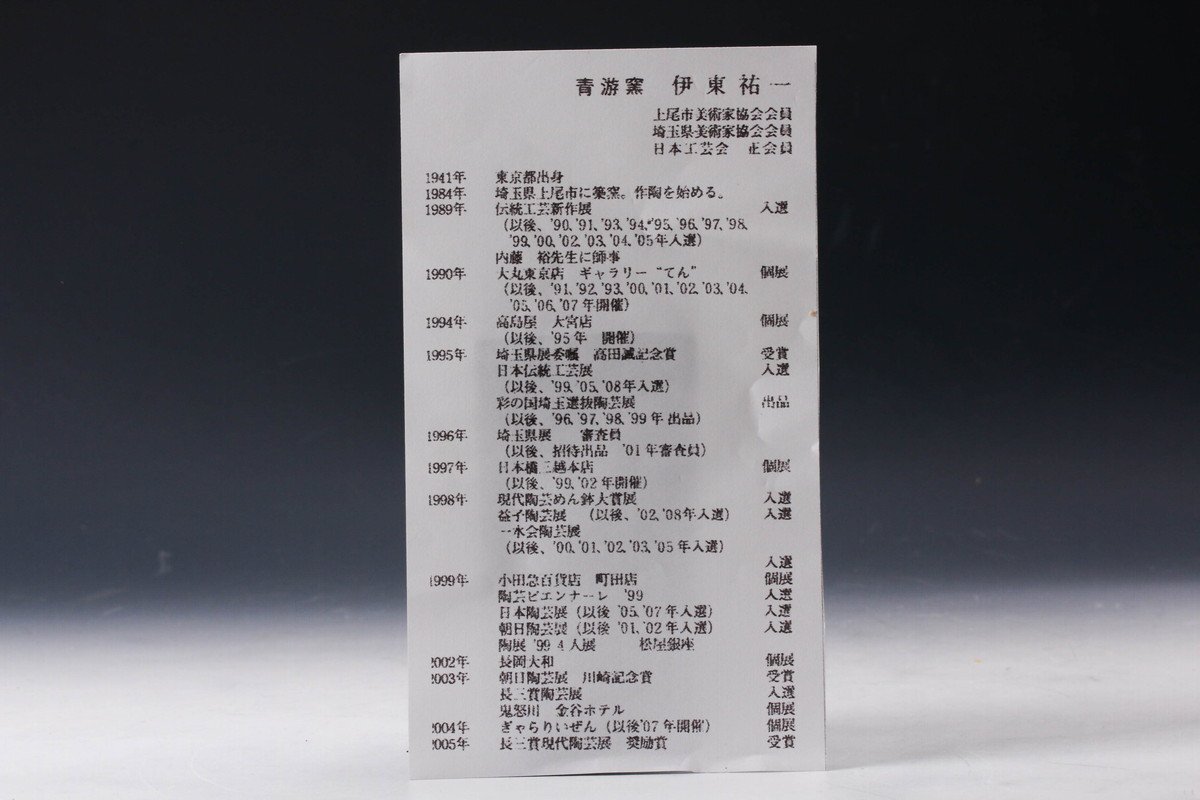 青游窯　伊東祐一
上尾市美術家協会会員
埼玉県美術家協会会員
日本工芸会　正会員
1941年　東京都出身
1984年　埼玉県上尾市に築窯。作陶を始める。
1989年　伝統工芸新作展　入選
（以後、'90、'91、'93、'94、'95、'96、'97、'98、
'99、'00、'02、'03、'04、'05年入選）
内藤　裕先生に師事
1990年　大丸東京店　ギャラリー“てん”　個展
（以後、'91、'92、'93、'00、'01、'02、'03、'04、
'05、'06、'07年開催）
1994年　高島屋　大宮店　個展
（以後、'95年　開催）
1995年　埼玉県展委嘱　高田誠記念賞　受賞
日本伝統工芸展　入選
（以後、'99、'05、'08年入選）
彩の国埼玉選抜陶芸展　出品
（以後、'96、'97、'98、'99年 出品）
1996年　埼玉県展　審査員
（以後、招待出品　'01年審査員）
1997年　日本橋三越本店　個展
（以後、'99、'02年開催）
1998年　現代陶芸めん鉢大賞展　入選
益子陶芸展　（以後、'02、'08年入選）　入選
一水会陶芸展
（以後、'00、'01、'02、'03、'05年入選）
入選
1999年　小田急百貨店　町田店　個展
陶芸ビエンナーレ　'99　入選
日本陶芸展（以後 '05、'07年入選）　入選
朝日陶芸展（以後 '01、'02年入選）　入選
陶展 '99 4人展　松屋銀座
2002年　長岡大和　個展
2003年　朝日陶芸展　川崎記念賞　受賞
長三賞陶芸展　入選
鬼怒川　金谷ホテル　個展
2004年　ぎゃらりいぜん（以後'07年開催）　個展
2005年　長三賞現代陶芸展　奨励賞　受賞